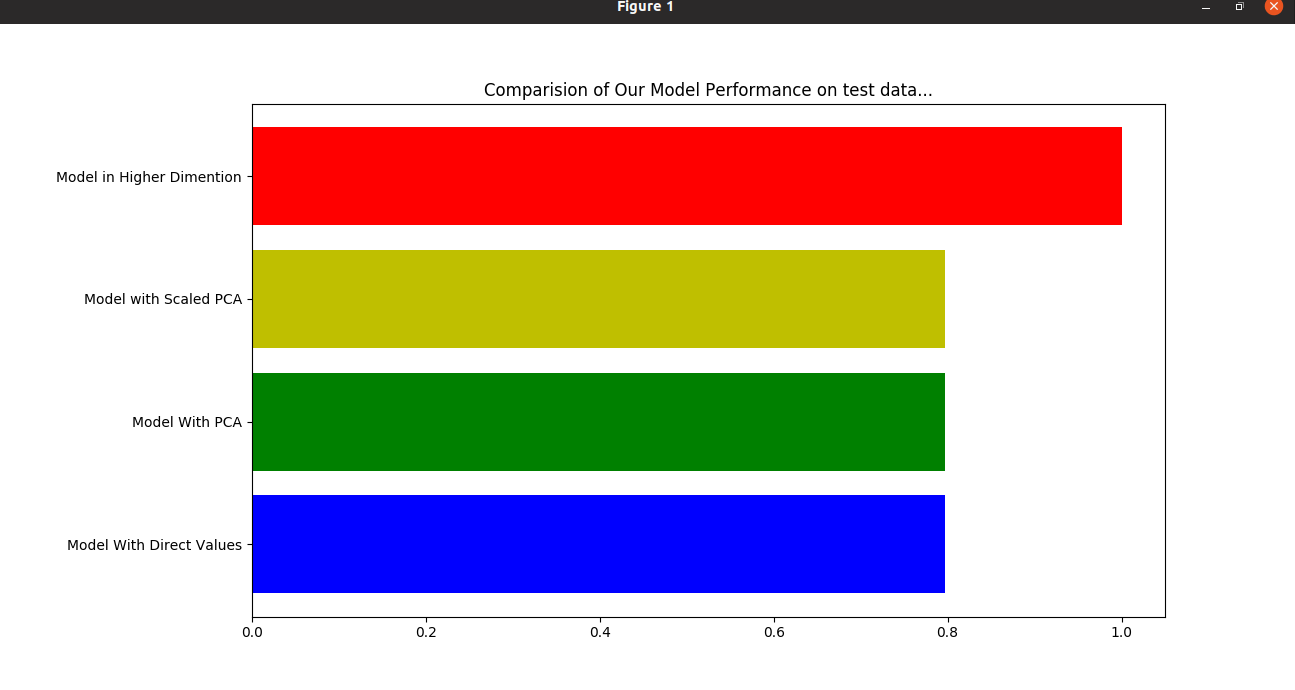 Figure 1
Comparision of Our Model Performance on test data...
Model in Higher Dimention
Model with Scaled PCA
Model With PCA
Model With Direct Values
0.0 0.2 0.4 0.6 0.8 1.0